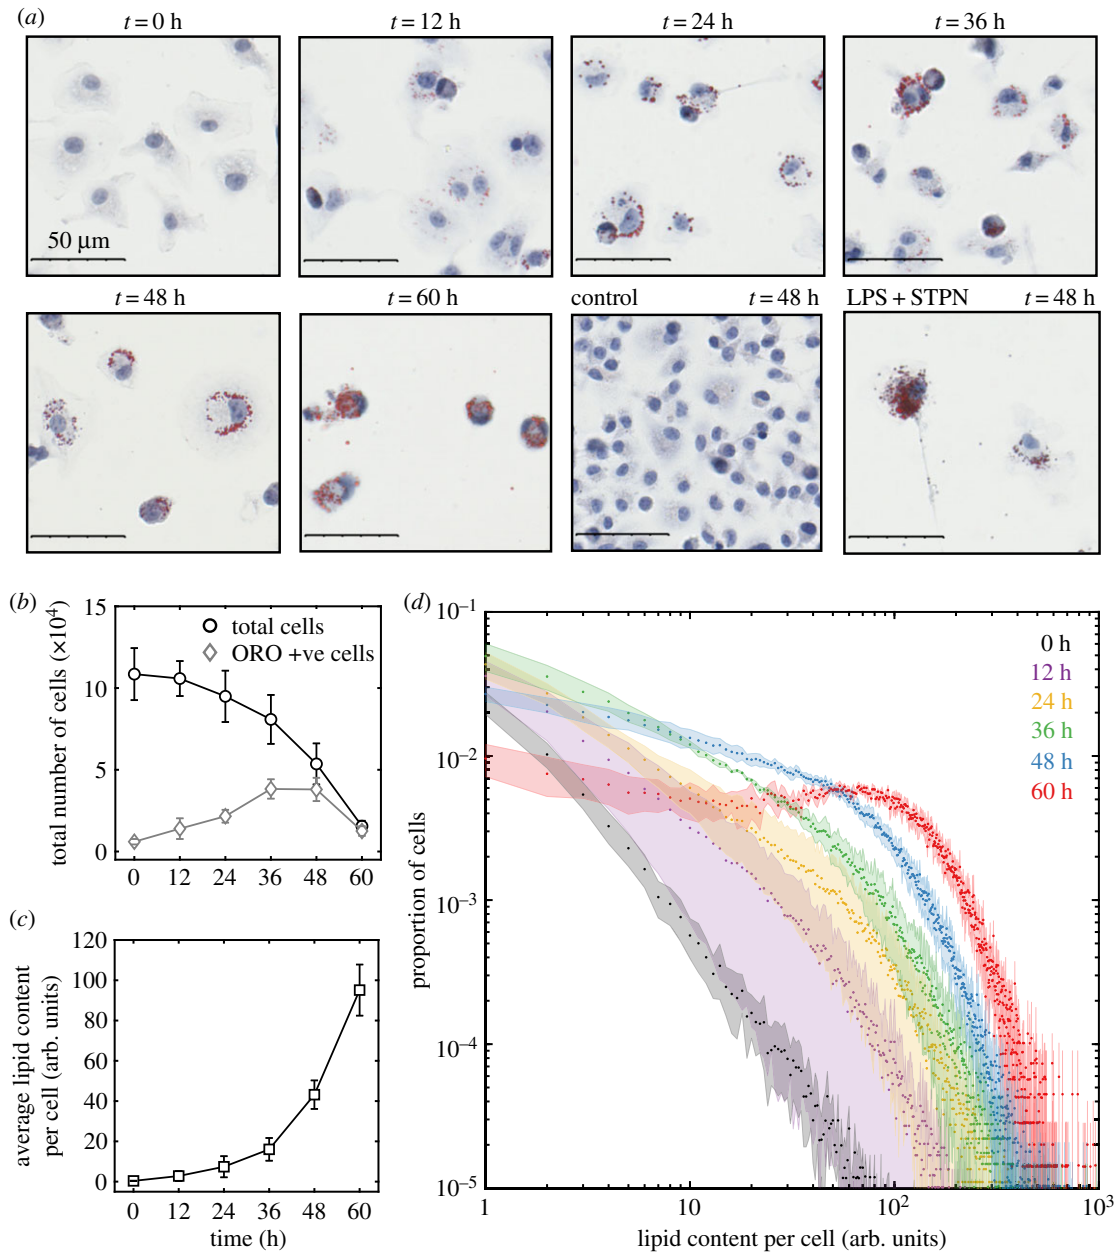 (a)
t = 0 h
t = 12 h
t = 24 h
t = 36 h
50 µm
t = 48 h
t = 60 h
control t = 48 h
LPS + STPN t = 48 h
(b)
total number of cells (×10⁴)
15
10
5
0
total cells
ORO +ve cells
0 12 24 36 48 60
(c)
average lipid content
per cell (arb. units)
120
100
80
60
40
20
0
0 12 24 36 48 60
time (h)
(d)
proportion of cells
10⁻¹
10⁻²
10⁻³
10⁻⁴
10⁻⁵
0 h
12 h
24 h
36 h
48 h
60 h
1 10 10² 10³
lipid content per cell (arb. units)